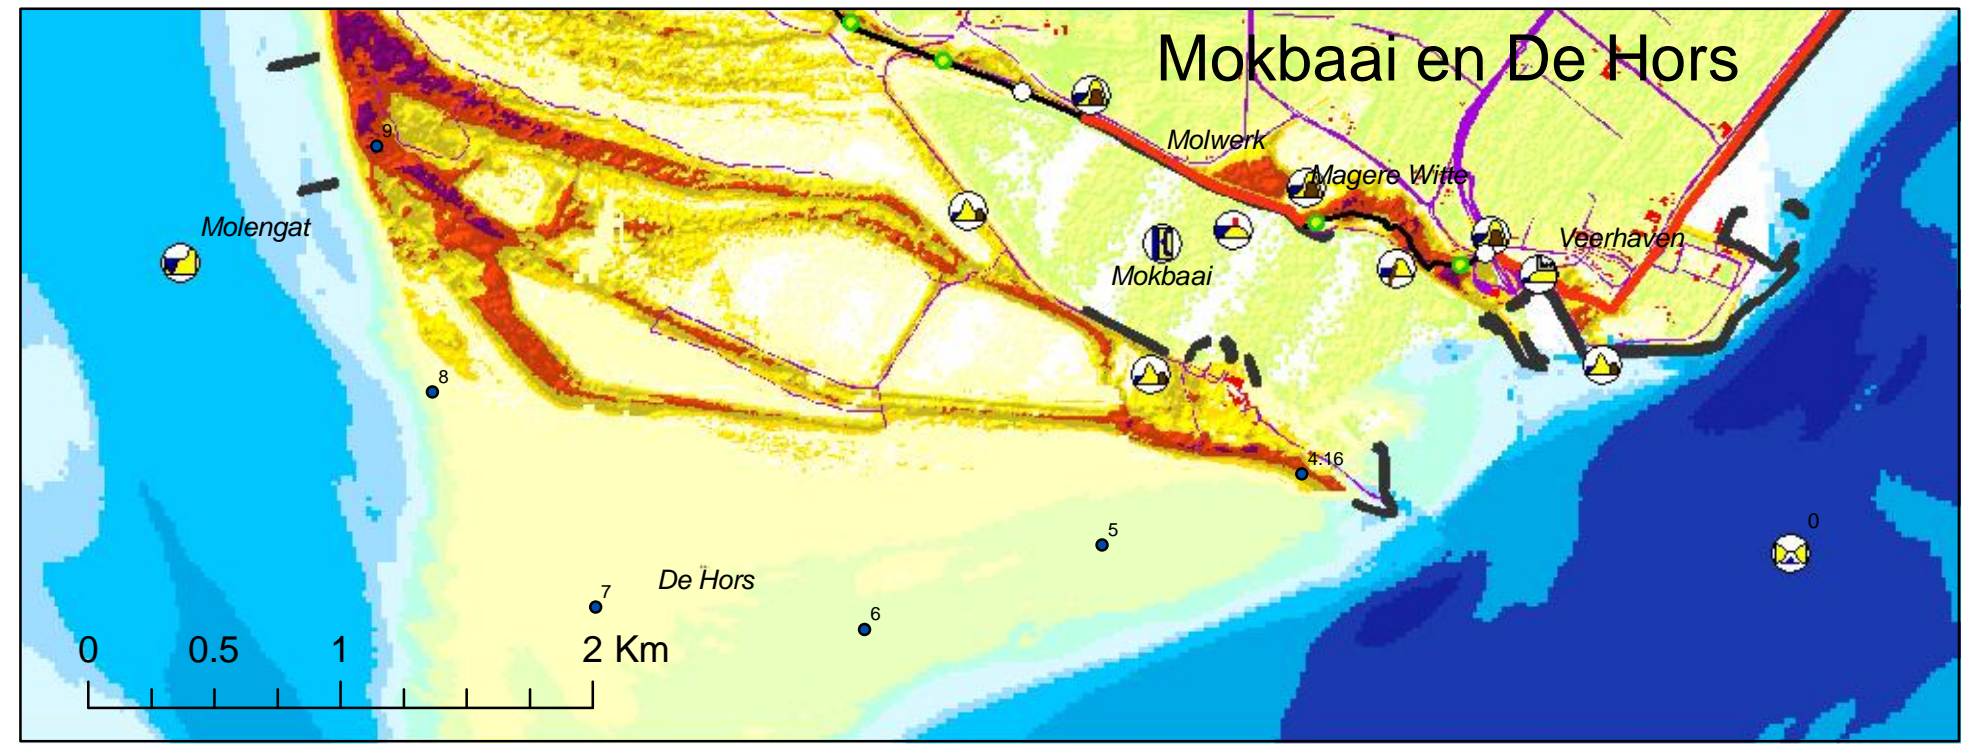 Mokbaai en De Hors
9
Molwerk
Magere Witte
Molengat
Veerhaven
Mokbaai
8
4.16
0
5
De Hors
7
6
0 0.5 1 2 Km